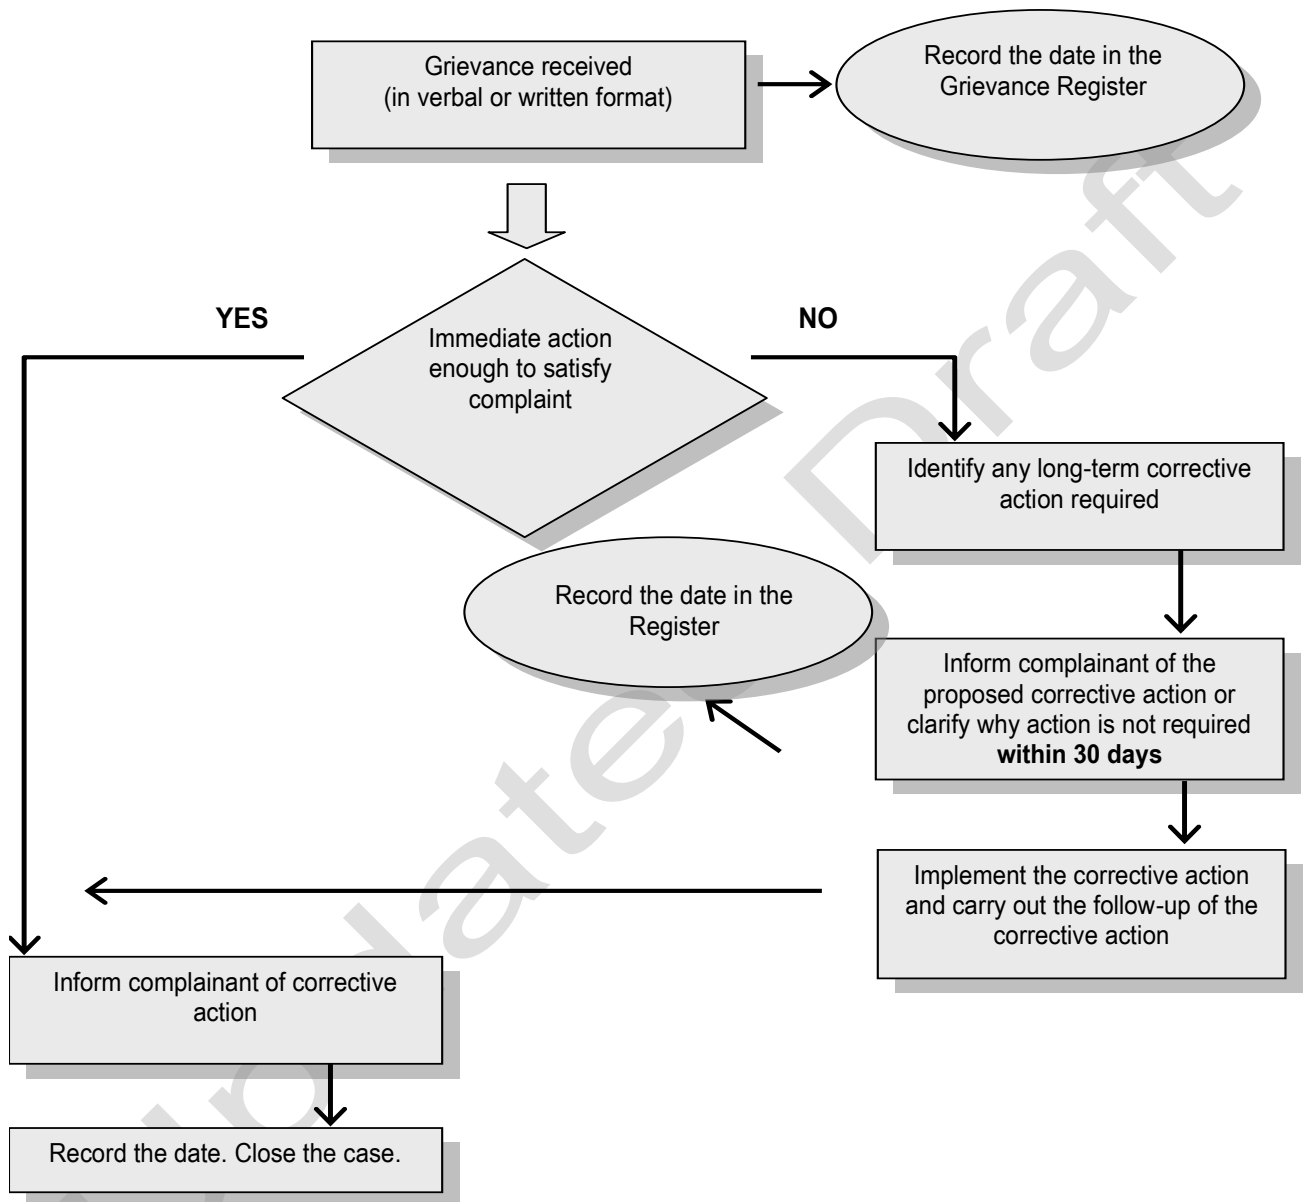 Grievance received
(in verbal or written format)
Record the date in the
Grievance Register
YES
NO
Immediate action
enough to satisfy
complaint
Identify any long-term corrective
action required
Record the date in the
Register
Inform complainant of the
proposed corrective action or
clarify why action is not required
within 30 days
Implement the corrective action
and carry out the follow-up of the
corrective action
Inform complainant of corrective
action
Record the date. Close the case.
Updated Draft